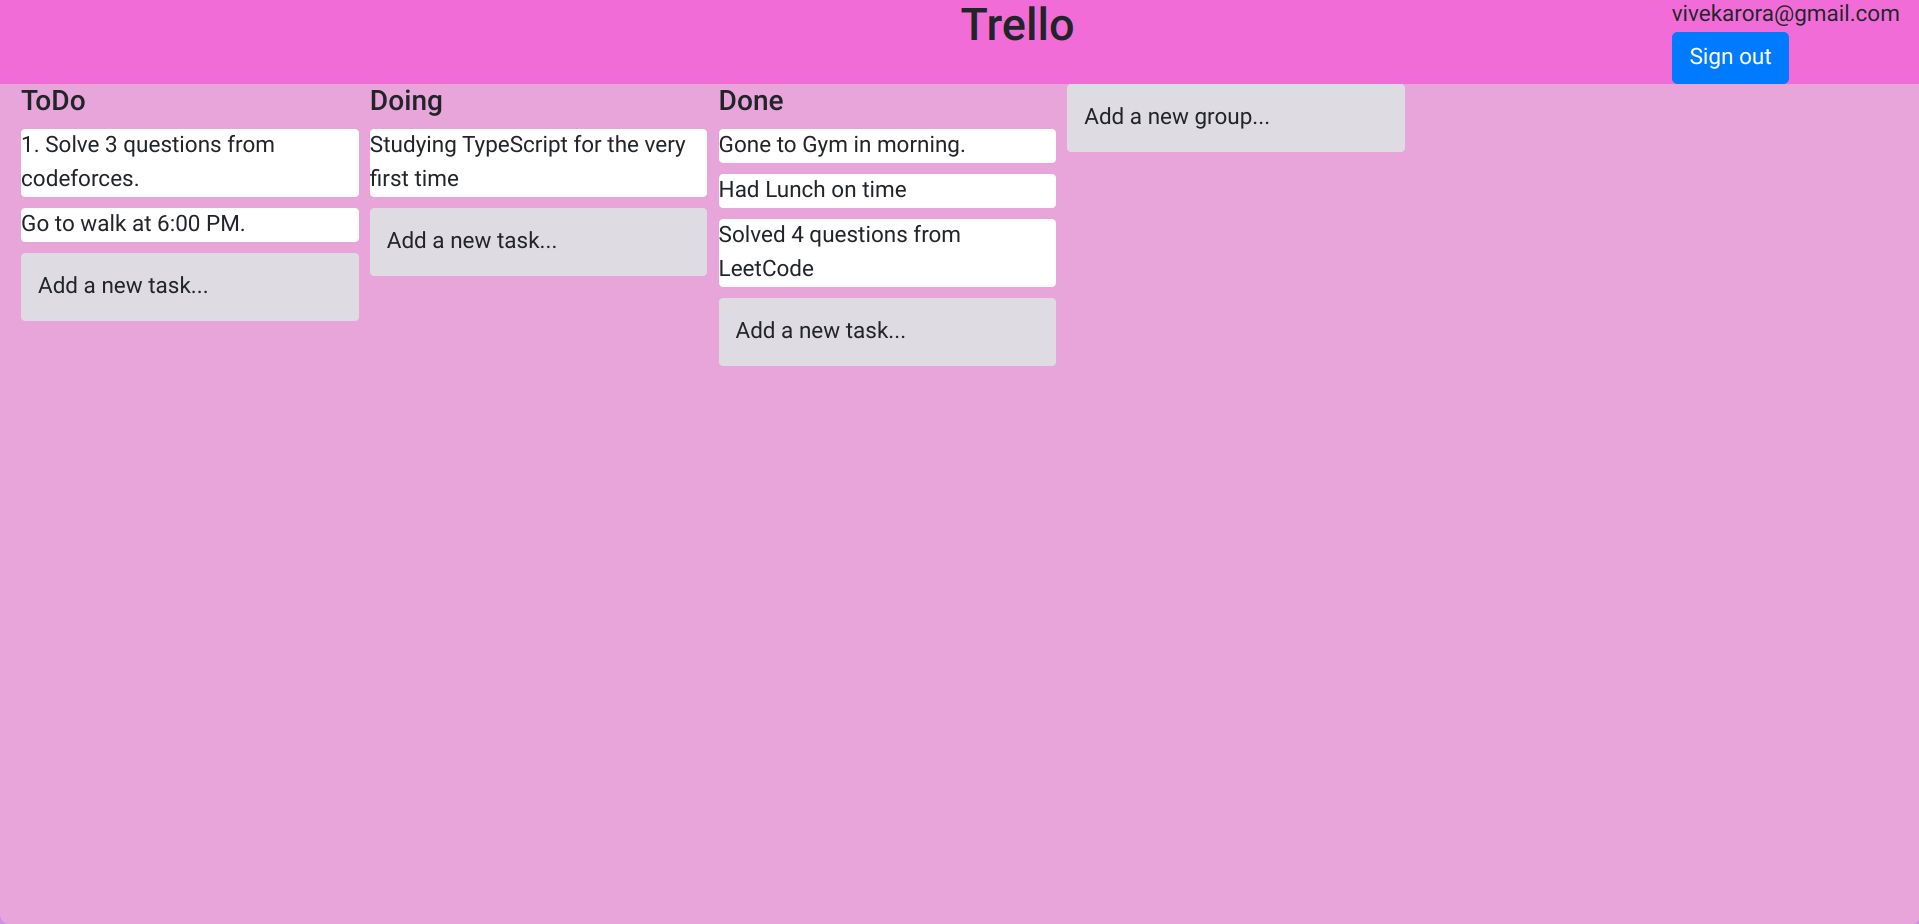 Trello
vivekarora@gmail.com
Sign out
ToDo
1. Solve 3 questions from
codeforces.
Go to walk at 6:00 PM.
Add a new task...
Doing
Studying TypeScript for the very
first time
Add a new task...
Done
Gone to Gym in morning.
Had Lunch on time
Solved 4 questions from
LeetCode
Add a new task...
Add a new group...